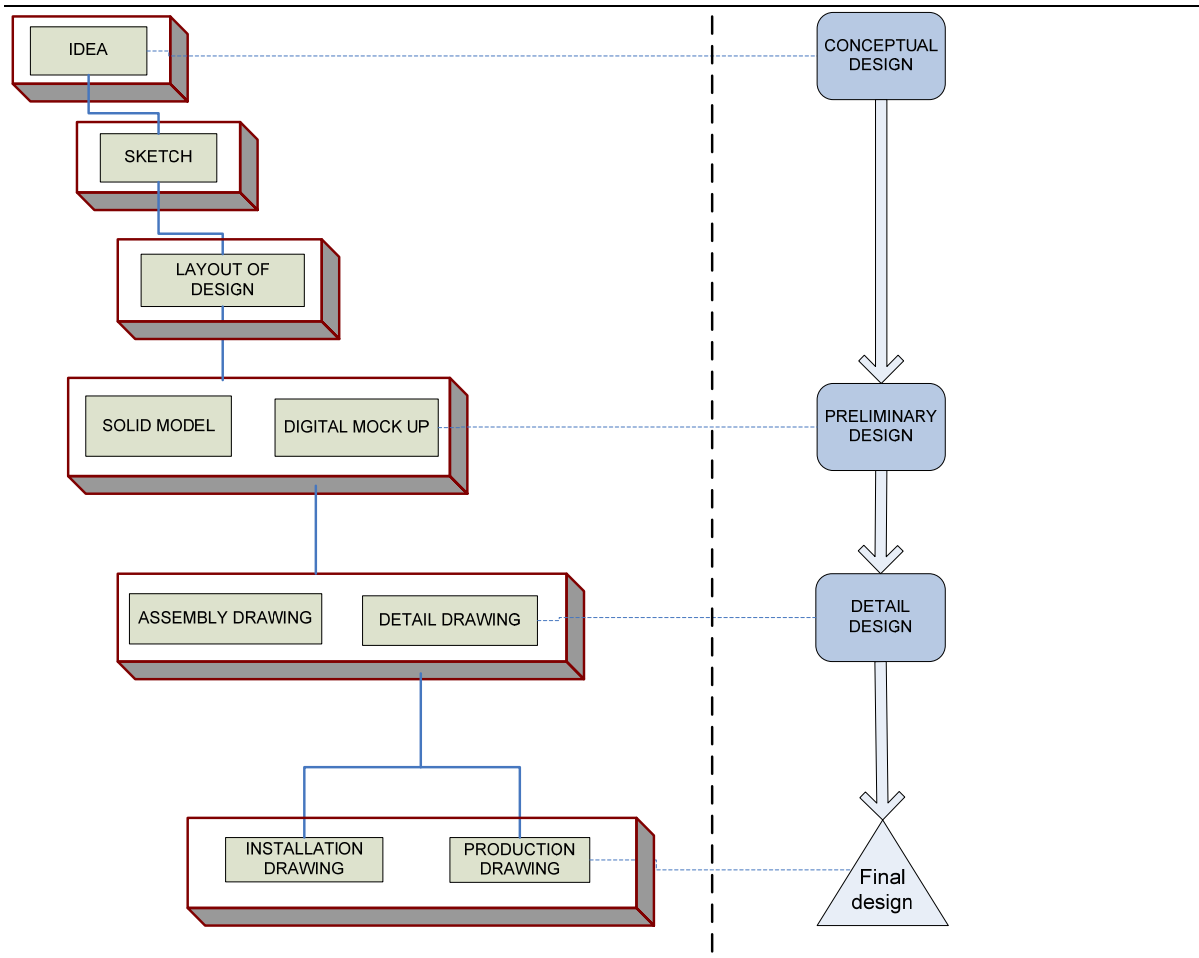 IDEA
CONCEPTUAL
DESIGN
SKETCH
LAYOUT OF
DESIGN
SOLID MODEL
DIGITAL MOCK UP
PRELIMINARY
DESIGN
ASSEMBLY DRAWING
DETAIL DRAWING
DETAIL
DESIGN
INSTALLATION
DRAWING
PRODUCTION
DRAWING
Final
design